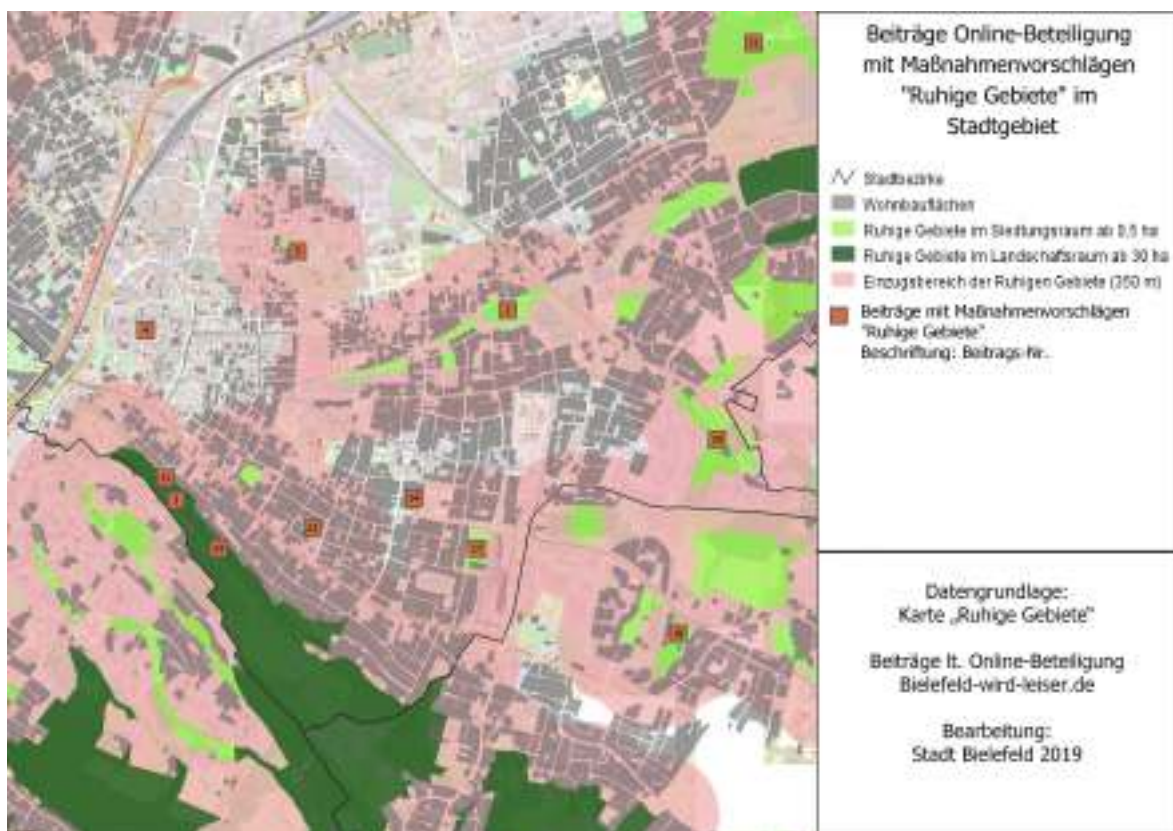 Beiträge Online-Beteiligung
mit Maßnahmenvorschlägen
"Ruhige Gebiete" im
Stadtgebiet
Stadtbezirke
Wohnbauflächen
Ruhige Gebiete im Siedlungsraum ab 0,5 ha
Ruhige Gebiete im Landschaftsraum ab 30 ha
Einzugsbereich der Ruhigen Gebiete (350 m)
Beiträge mit Maßnahmenvorschlägen
"Ruhige Gebiete"
Beschriftung: Beitrags-Nr.
Datengrundlage:
Karte „Ruhige Gebiete"
Beiträge lt. Online-Beteiligung
Bielefeld-wird-leiser.de
Bearbeitung:
Stadt Bielefeld 2019